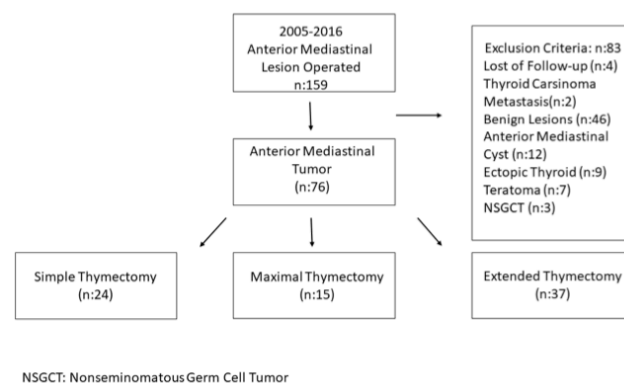 2005-2016
Anterior Mediastinal
Lesion Operated
n:159
Exclusion Criteria: n:83
Lost of Follow-up (n:4)
Thyroid Carsinoma
Metastasis(n:2)
Benign Lesions (n:46)
Anterior Mediastinal
Cyst (n:12)
Ectopic Thyroid (n:9)
Teratoma (n:7)
NSGCT (n:3)
Anterior Mediastinal
Tumor
(n:76)
Simple Thymectomy
(n:24)
Maximal Thymectomy
(n:15)
Extended Thymectomy
(n:37)
NSGCT: Nonseminomatous Germ Cell Tumor